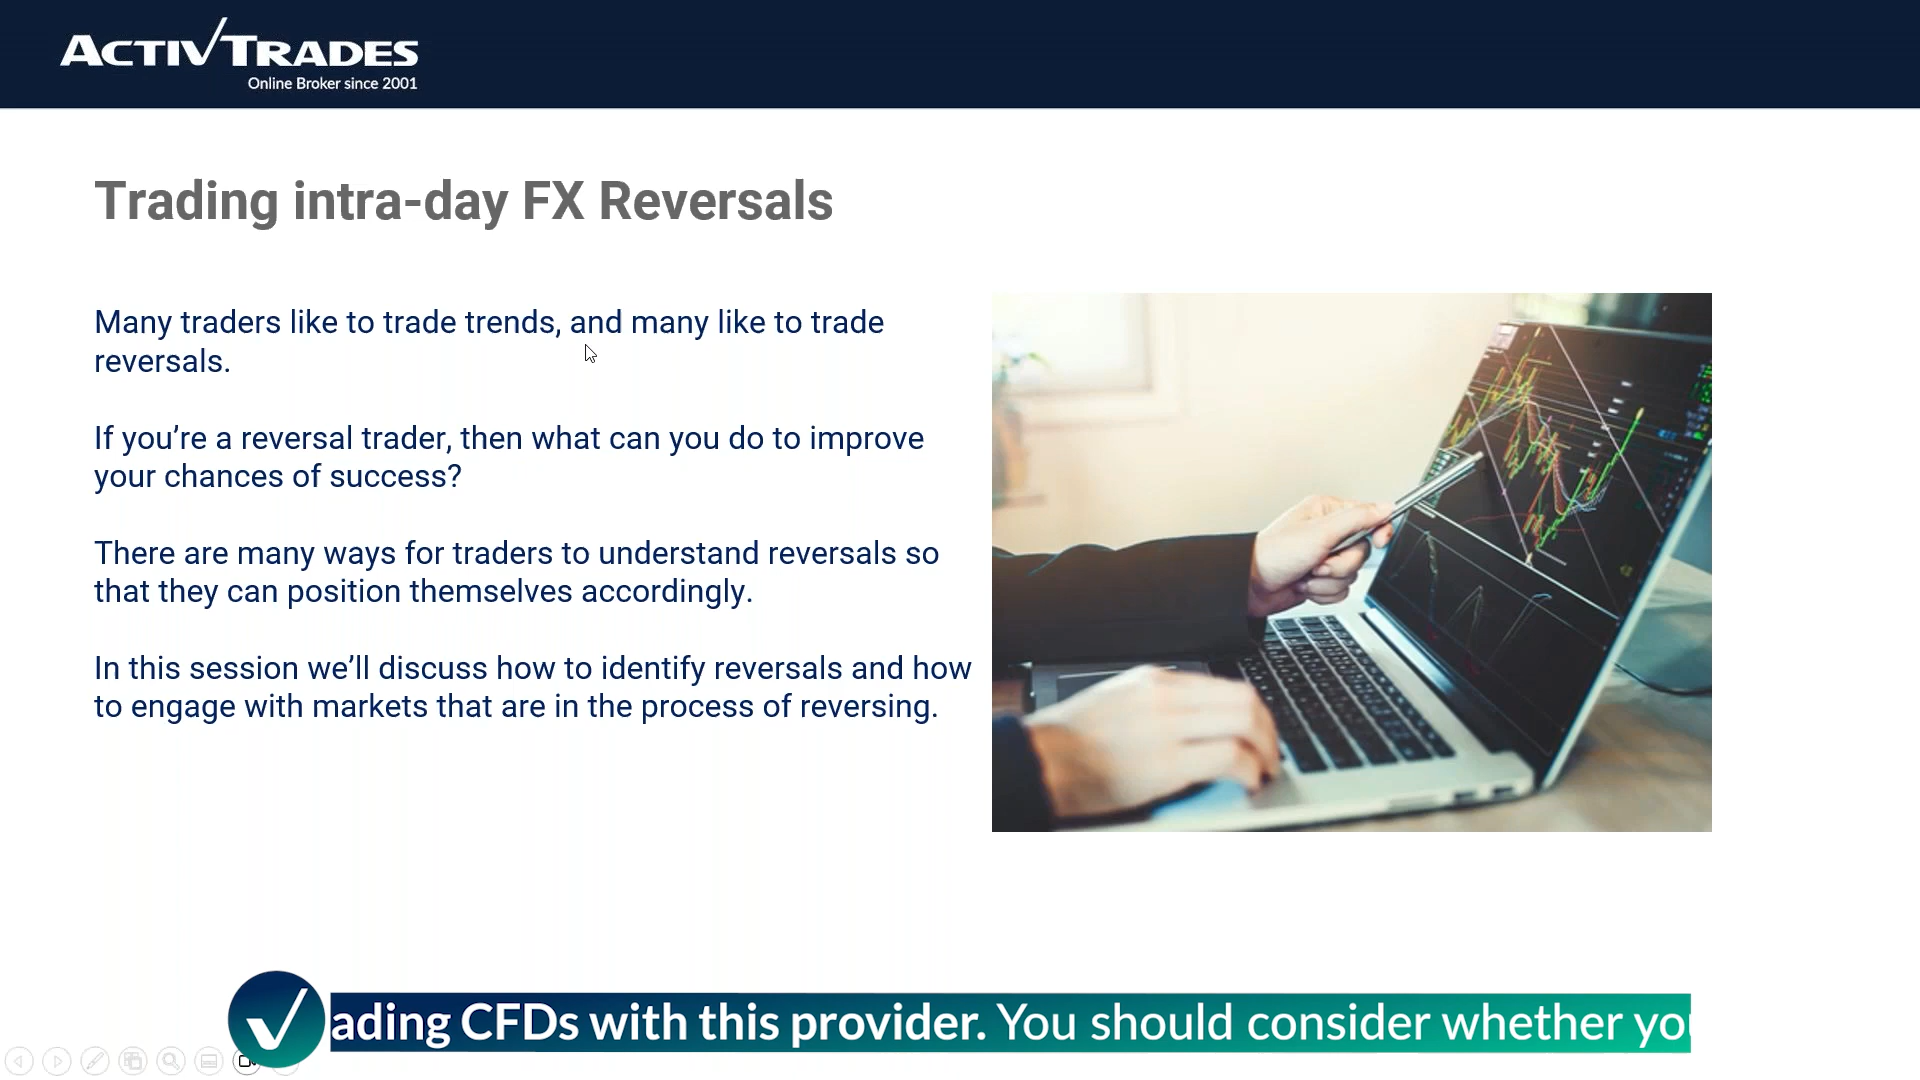 ACTIVTRADES
Online Broker since 2001
Trading intra-day FX Reversals
Many traders like to trade trends, and many like to trade
reversals.
If you’re a reversal trader, then what can you do to improve
your chances of success?
There are many ways for traders to understand reversals so
that they can position themselves accordingly.
In this session we’ll discuss how to identify reversals and how
to engage with markets that are in the process of reversing.
ading CFDs with this provider. You should consider whether